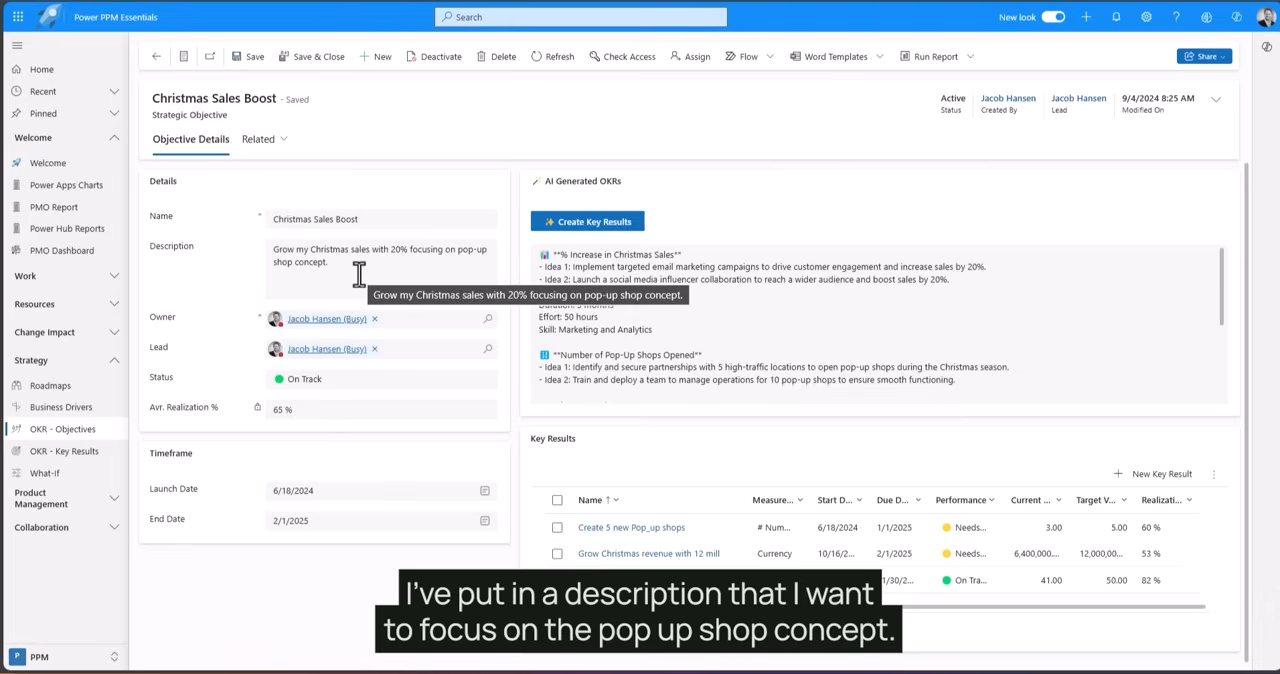 Power PPM Essentials
Search
New look
Save
Save & Close
New
Deactivate
Delete
Refresh
Check Access
Assign
Flow
Word Templates
Run Report
Share
Home
Recent
Pinned
Welcome
Welcome
Power Apps Charts
PMO Report
Power Hub Reports
PMO Dashboard
Work
Resources
Change Impact
Strategy
Roadmaps
Business Drivers
OKR - Objectives
OKR - Key Results
What-If
Product
Management
Collaboration
P PPM
Christmas Sales Boost - Saved
Strategic Objective
Active
Status
Jacob Hansen
Created By
Jacob Hansen
Lead
9/4/2024 8:25 AM
Modified On
Objective Details
Related
Details
Name *
Christmas Sales Boost
Description
Grow my Christmas sales with 20% focusing on pop-up
shop concept.
Grow my Christmas sales with 20% focusing on pop-up shop concept.
Owner *
Jacob Hansen (Busy)
Lead
Jacob Hansen (Busy)
Status
On Track
Avr. Realization %
65 %
Timeframe
Launch Date
6/18/2024
End Date
2/1/2025
AI Generated OKRs
Create Key Results
**% Increase in Christmas Sales**
- Idea 1: Implement targeted email marketing campaigns to drive customer engagement and increase sales by 20%.
- Idea 2: Launch a social media influencer collaboration to reach a wider audience and boost sales by 20%.
Effort: 50 hours
Skill: Marketing and Analytics
**Number of Pop-Up Shops Opened**
- Idea 1: Identify and secure partnerships with 5 high-traffic locations to open pop-up shops during the Christmas season.
- Idea 2: Train and deploy a team to manage operations for 10 pop-up shops to ensure smooth functioning.
Key Results
New Key Result
Name ↑ Measure... Start D... Due D... Performance Current ... Target V... Realizati...
Create 5 new Pop_up shops # Num... 6/18/2024 1/1/2025 Needs... 3.00 5.00 60 %
Grow Christmas revenue with 12 mill Currency 10/16/2... 2/1/2025 Needs... 6,400,000.... 12,000,00... 53 %
1/30/2... On Tra... 41.00 50.00 82 %
I've put in a description that I want
to focus on the pop up shop concept.